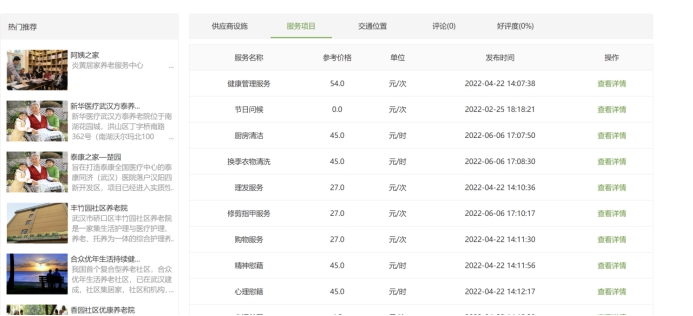 热门推荐
阿姨之家
炎黄居家养老服务中心 ...
新华医疗武汉方泰养...
新华医疗武汉方泰养老院位于南
湖花园城,洪山区丁字桥南路
362号(南湖沃尔玛北100 ...
泰康之家—楚园
旨在打造泰康全国医疗中心的泰
康同济(武汉)医院落户汉阳四
新开发区,项目已经进入实质性.
丰竹园社区养老院
武汉市硚口区丰竹园社区养老院
是一家集生活护理与医疗护理、
养老、托养为一体的综合护理养.
合众优年生活持续健...
我国首个复合型养老社区,合众
优年生活养老社区,已在武汉建
成,社区集居家、社区和机构,...
香园社区优康养老院
供应商设施 服务项目 交通位置 评论(0) 好评度(0%)
服务名称 参考价格 单位 发布时间 操作
健康管理服务 54.0 元/次 2022-04-22 14:07:38 查看详情
节日问候 0.0 元/次 2022-02-25 18:18:21 查看详情
厨房清洁 45.0 元/时 2022-06-06 17:07:50 查看详情
换季衣物清洗 45.0 元/时 2022-06-06 17:08:30 查看详情
理发服务 27.0 元/次 2022-04-22 14:10:36 查看详情
修剪指甲服务 27.0 元/次 2022-06-06 17:10:17 查看详情
购物服务 27.0 元/次 2022-04-22 14:11:30 查看详情
精神慰藉 45.0 元/时 2022-04-22 14:11:56 查看详情
心理慰藉 45.0 元/时 2022-04-22 14:12:17 查看详情